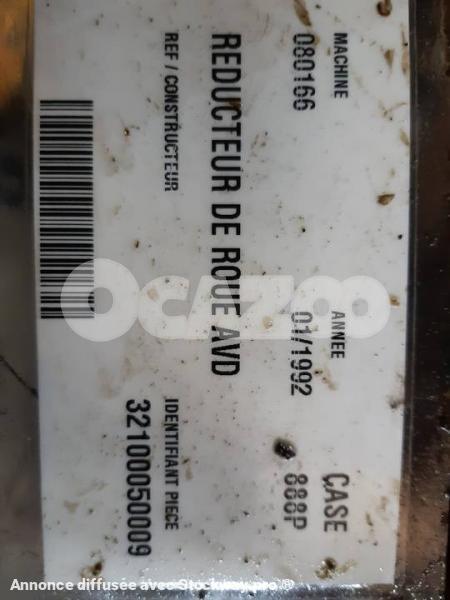 MACHINE ANNEE CASE
080166 01/1992 888P
REDUCTEUR DE ROUE AVD
REF / CONSTRUCTEUR IDENTIFIANT PIECE
32100050009
OCAZOO
Annonce diffusée avec Stockway.pro ®